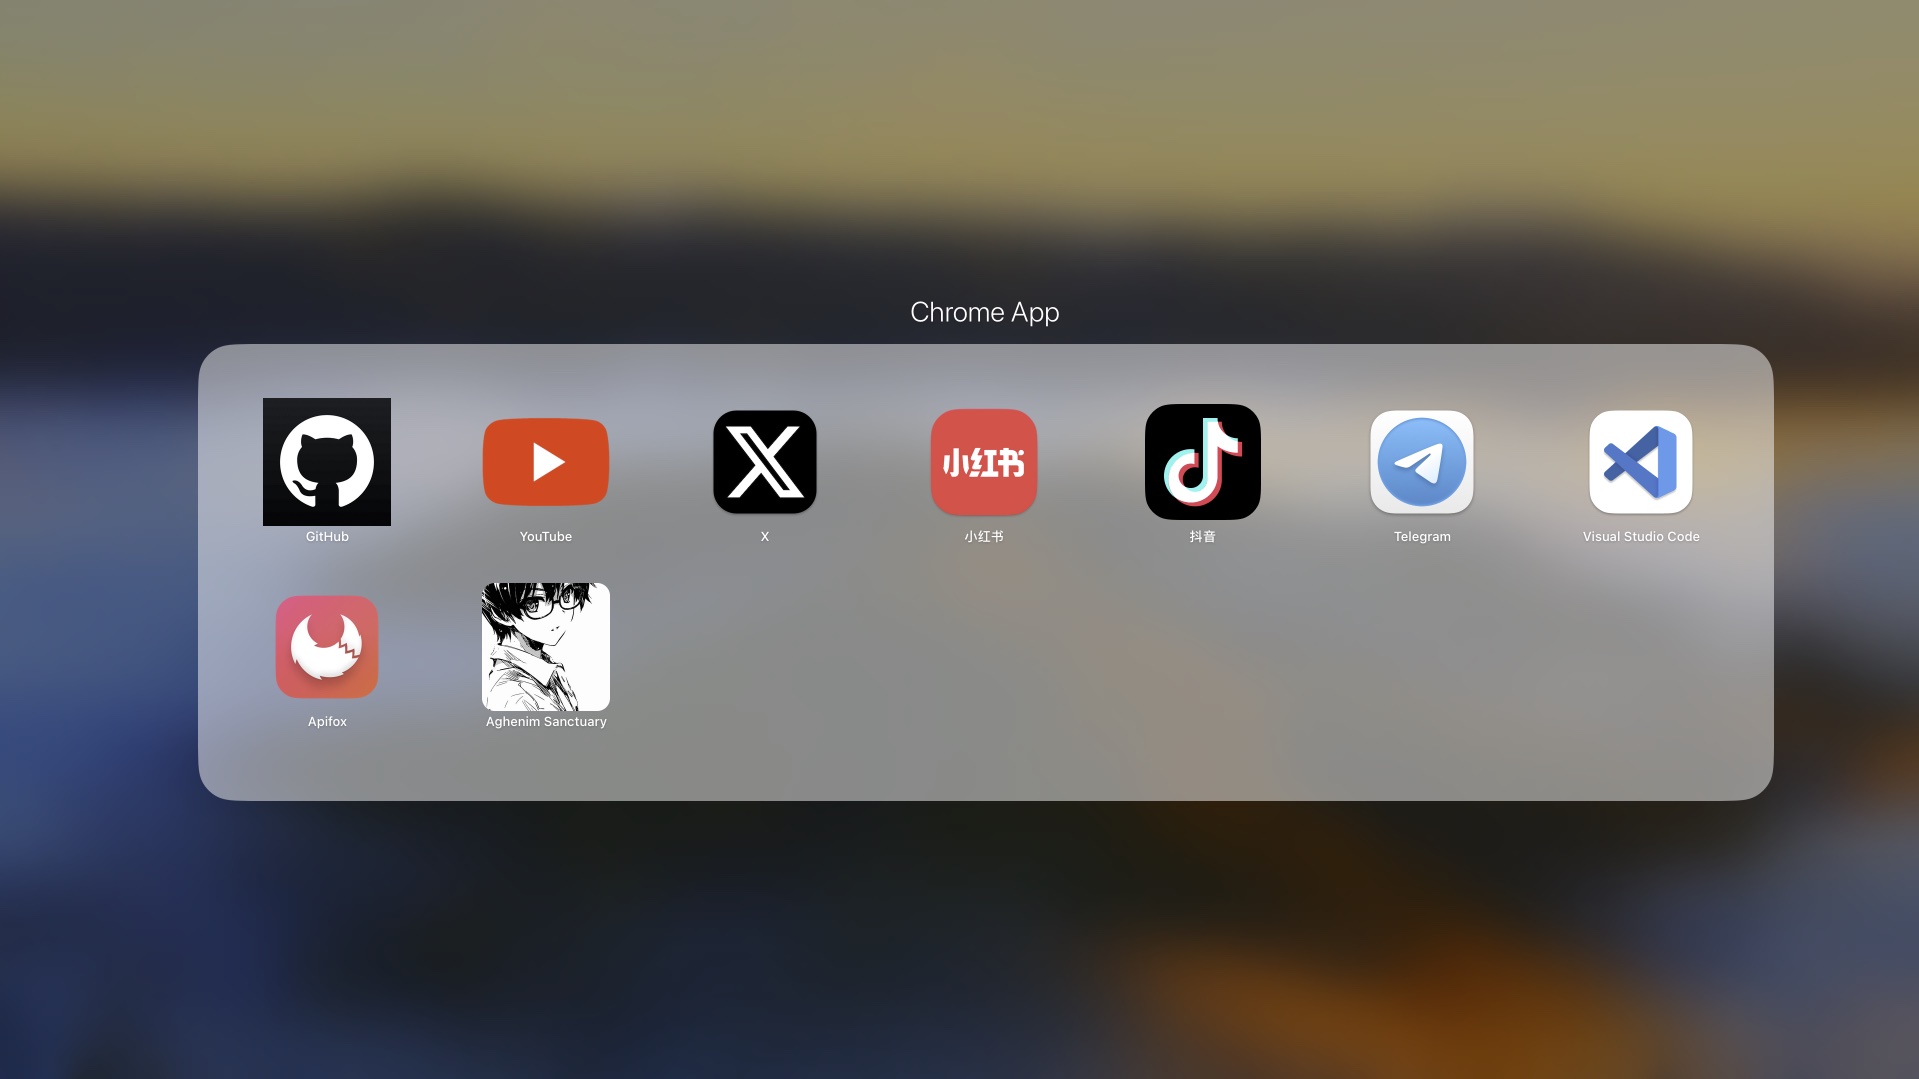 Chrome App
小红书
GitHub
YouTube
X
小红书
抖音
Telegram
Visual Studio Code
Apifox
Aghenim Sanctuary